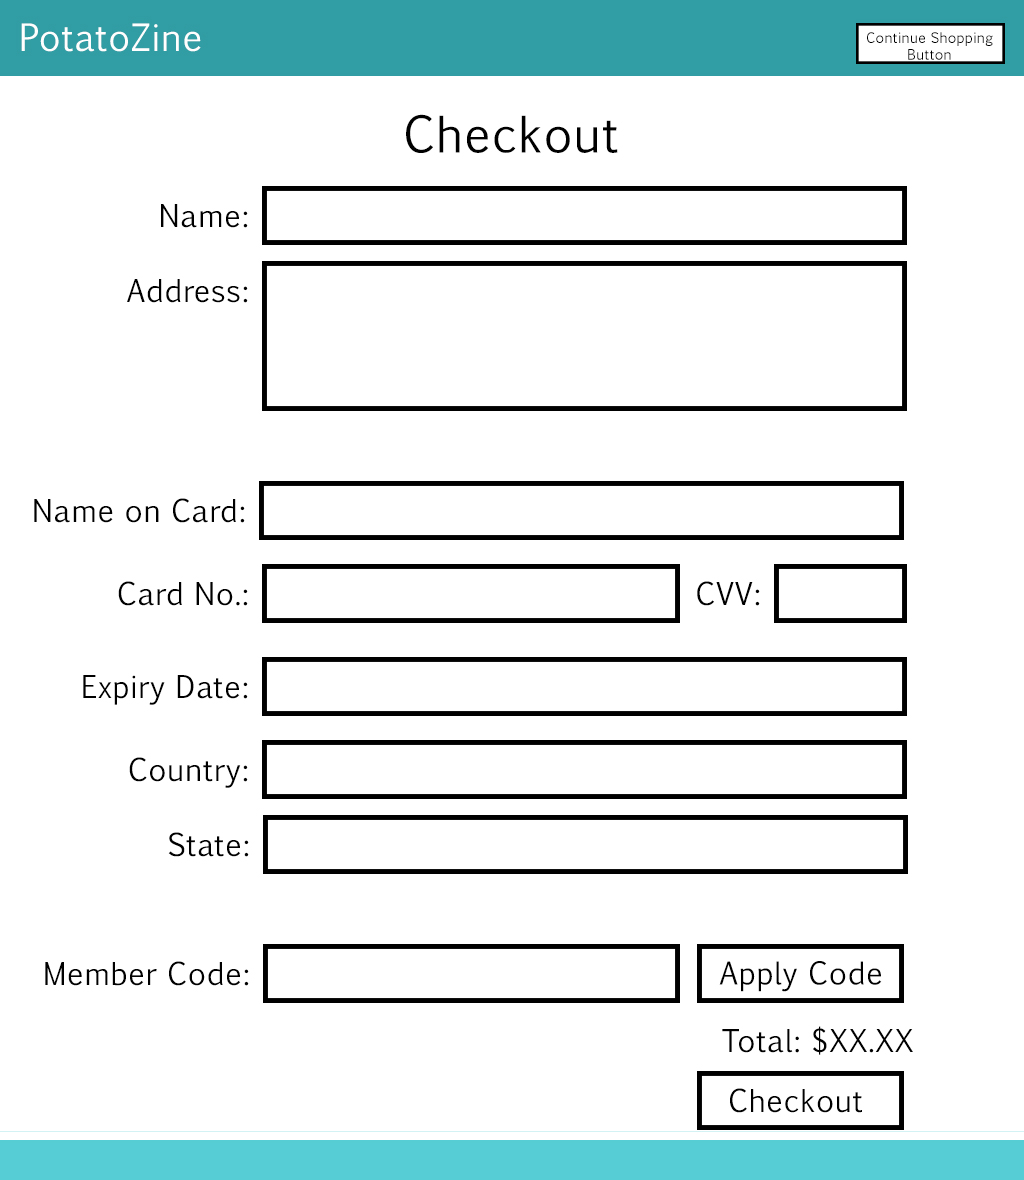 PotatoZine
Continue Shopping
Button
Checkout
Name:
Address:
Name on Card:
Card No.:
CVV:
Expiry Date:
Country:
State:
Member Code:
Apply Code
Total: $XX.XX
Checkout